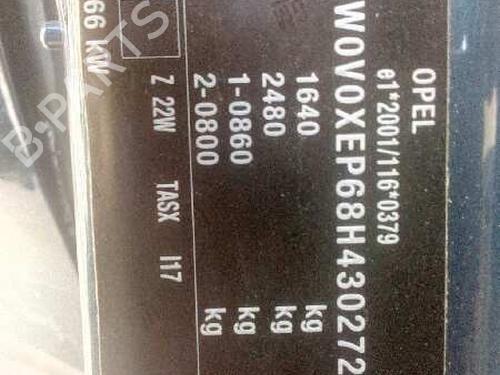 OPEL
e1*2001/116*0379
W0V0XEP68H430272
1640 kg
2480 kg
1-0860 kg
2-0800 kg
Z 22W TASX I17
66 kW
B-PARTS